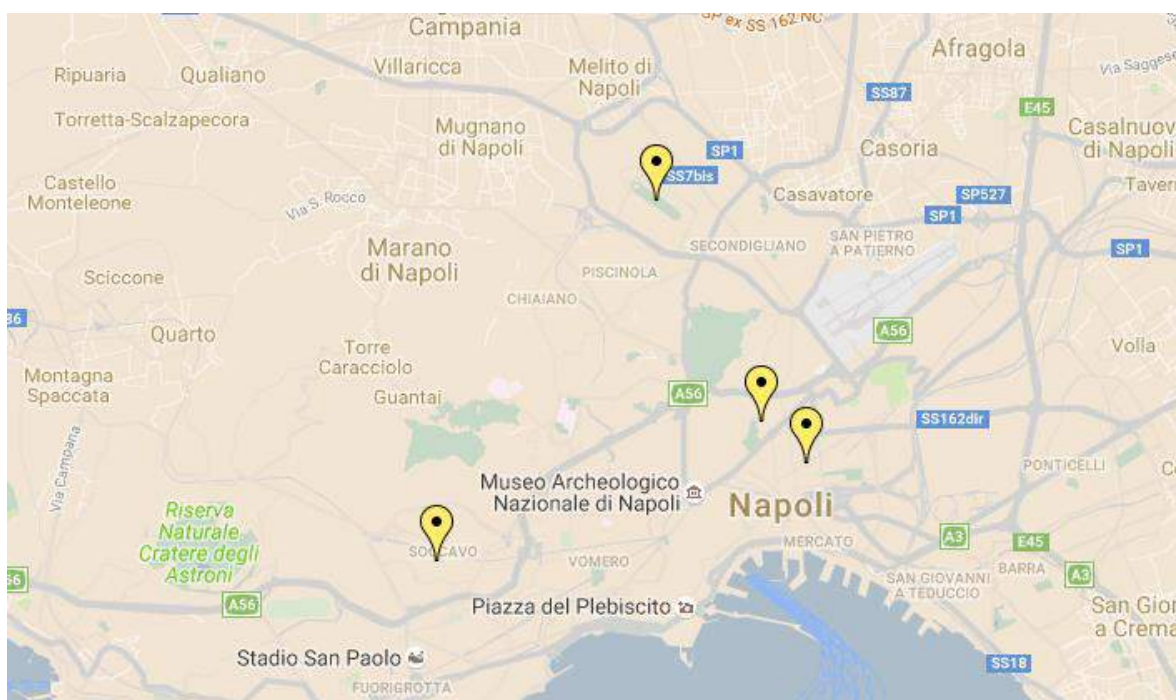 Campania
SP ex SS 162 NC
Ripuaria
Qualiano
Villaricca
Melito di
Napoli
Afragola
Via Saggese
SS87
Torretta-Scalzapecora
Mugnano
di Napoli
E45
Casalnuov
di Napoli
Casoria
SP1
SS7bis
Castello
Monteleone
Via S. Rocco
Casavatore
SP527
Taver
SP1
SECONDIGLIANO
SAN PIETRO
A PATIERNO
SP1
Marano
di Napoli
Sciccone
PISCINOLA
CHIAIANO
36
Quarto
A56
Torre
Caracciolo
Volla
Montagna
Spaccata
Guantai
A56
SS162dir
Via Campana
PONTICELLI
Museo Archeologico
Nazionale di Napoli
Napoli
Riserva
Naturale
Cratere degli
Astroni
SOCCAVO
VOMERO
MERCATO
A3
E45
BARRA
A3
56
A56
SAN GIOVANNI
A TEDUCCIO
Piazza del Plebiscito
San Gior
a Crema
Stadio San Paolo
SS18
FUORIGROTTA